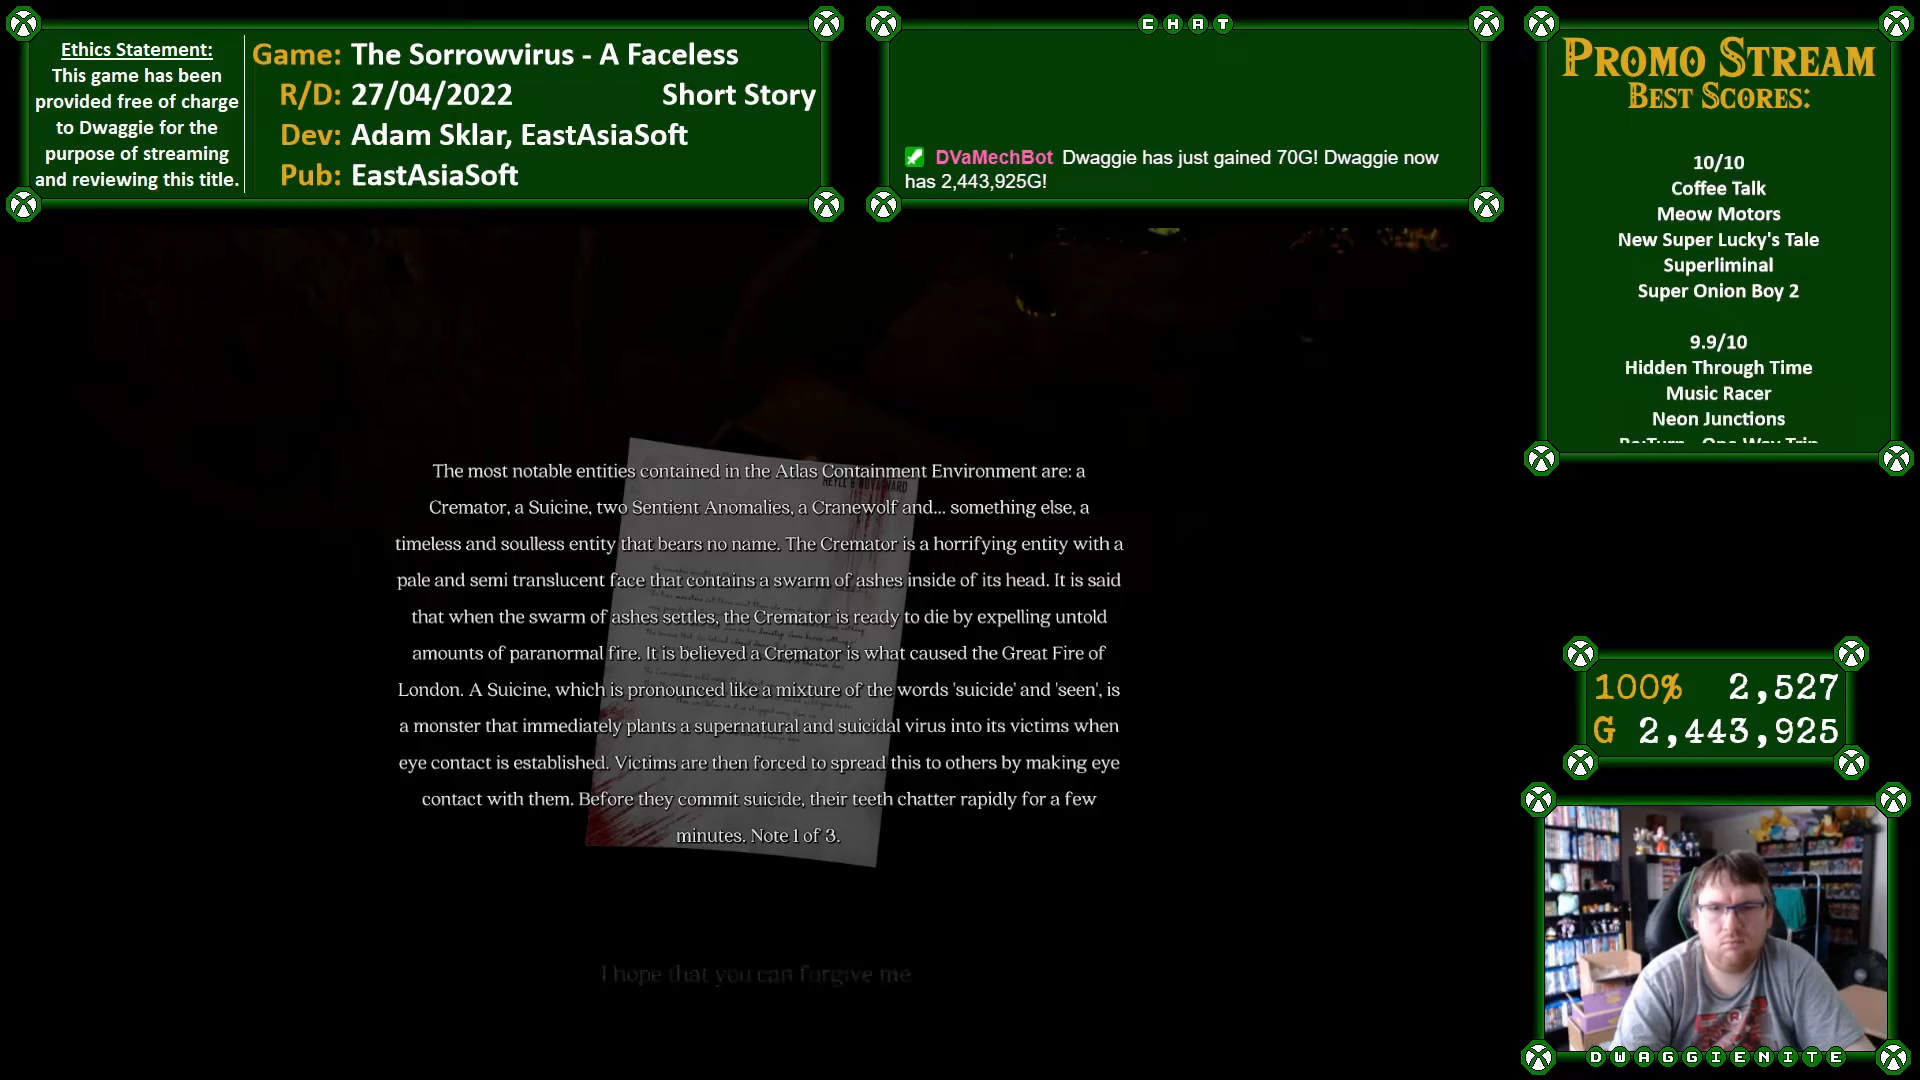 Ethics Statement:
This game has been
provided free of charge
to Dwaggie for the
purpose of streaming
and reviewing this title.
Game: The Sorrowvirus - A Faceless
R/D: 27/04/2022 Short Story
Dev: Adam Sklar, EastAsiaSoft
Pub: EastAsiaSoft
CHAT
DVaMechBot Dwaggie has just gained 70G! Dwaggie now
has 2,443,925G!
PROMO STREAM
BEST SCORES:
10/10
Coffee Talk
Meow Motors
New Super Lucky's Tale
Superliminal
Super Onion Boy 2
9.9/10
Hidden Through Time
Music Racer
Neon Junctions
The most notable entities contained in the Atlas Containment Environment are: a
Cremator, a Suicine, two Sentient Anomalies, a Cranewolf and... something else, a
timeless and soulless entity that bears no name. The Cremator is a horrifying entity with a
pale and semi translucent face that contains a swarm of ashes inside of its head. It is said
that when the swarm of ashes settles, the Cremator is ready to die by expelling untold
amounts of paranormal fire. It is believed a Cremator is what caused the Great Fire of
London. A Suicine, which is pronounced like a mixture of the words 'suicide' and 'seen', is
a monster that immediately plants a supernatural and suicidal virus into its victims when
eye contact is established. Victims are then forced to spread this to others by making eye
contact with them. Before they commit suicide, their teeth chatter rapidly for a few
minutes. Note 1 of 3.
I hope that you can forgive me
100% 2,527
G 2,443,925
DWAGGIENITE